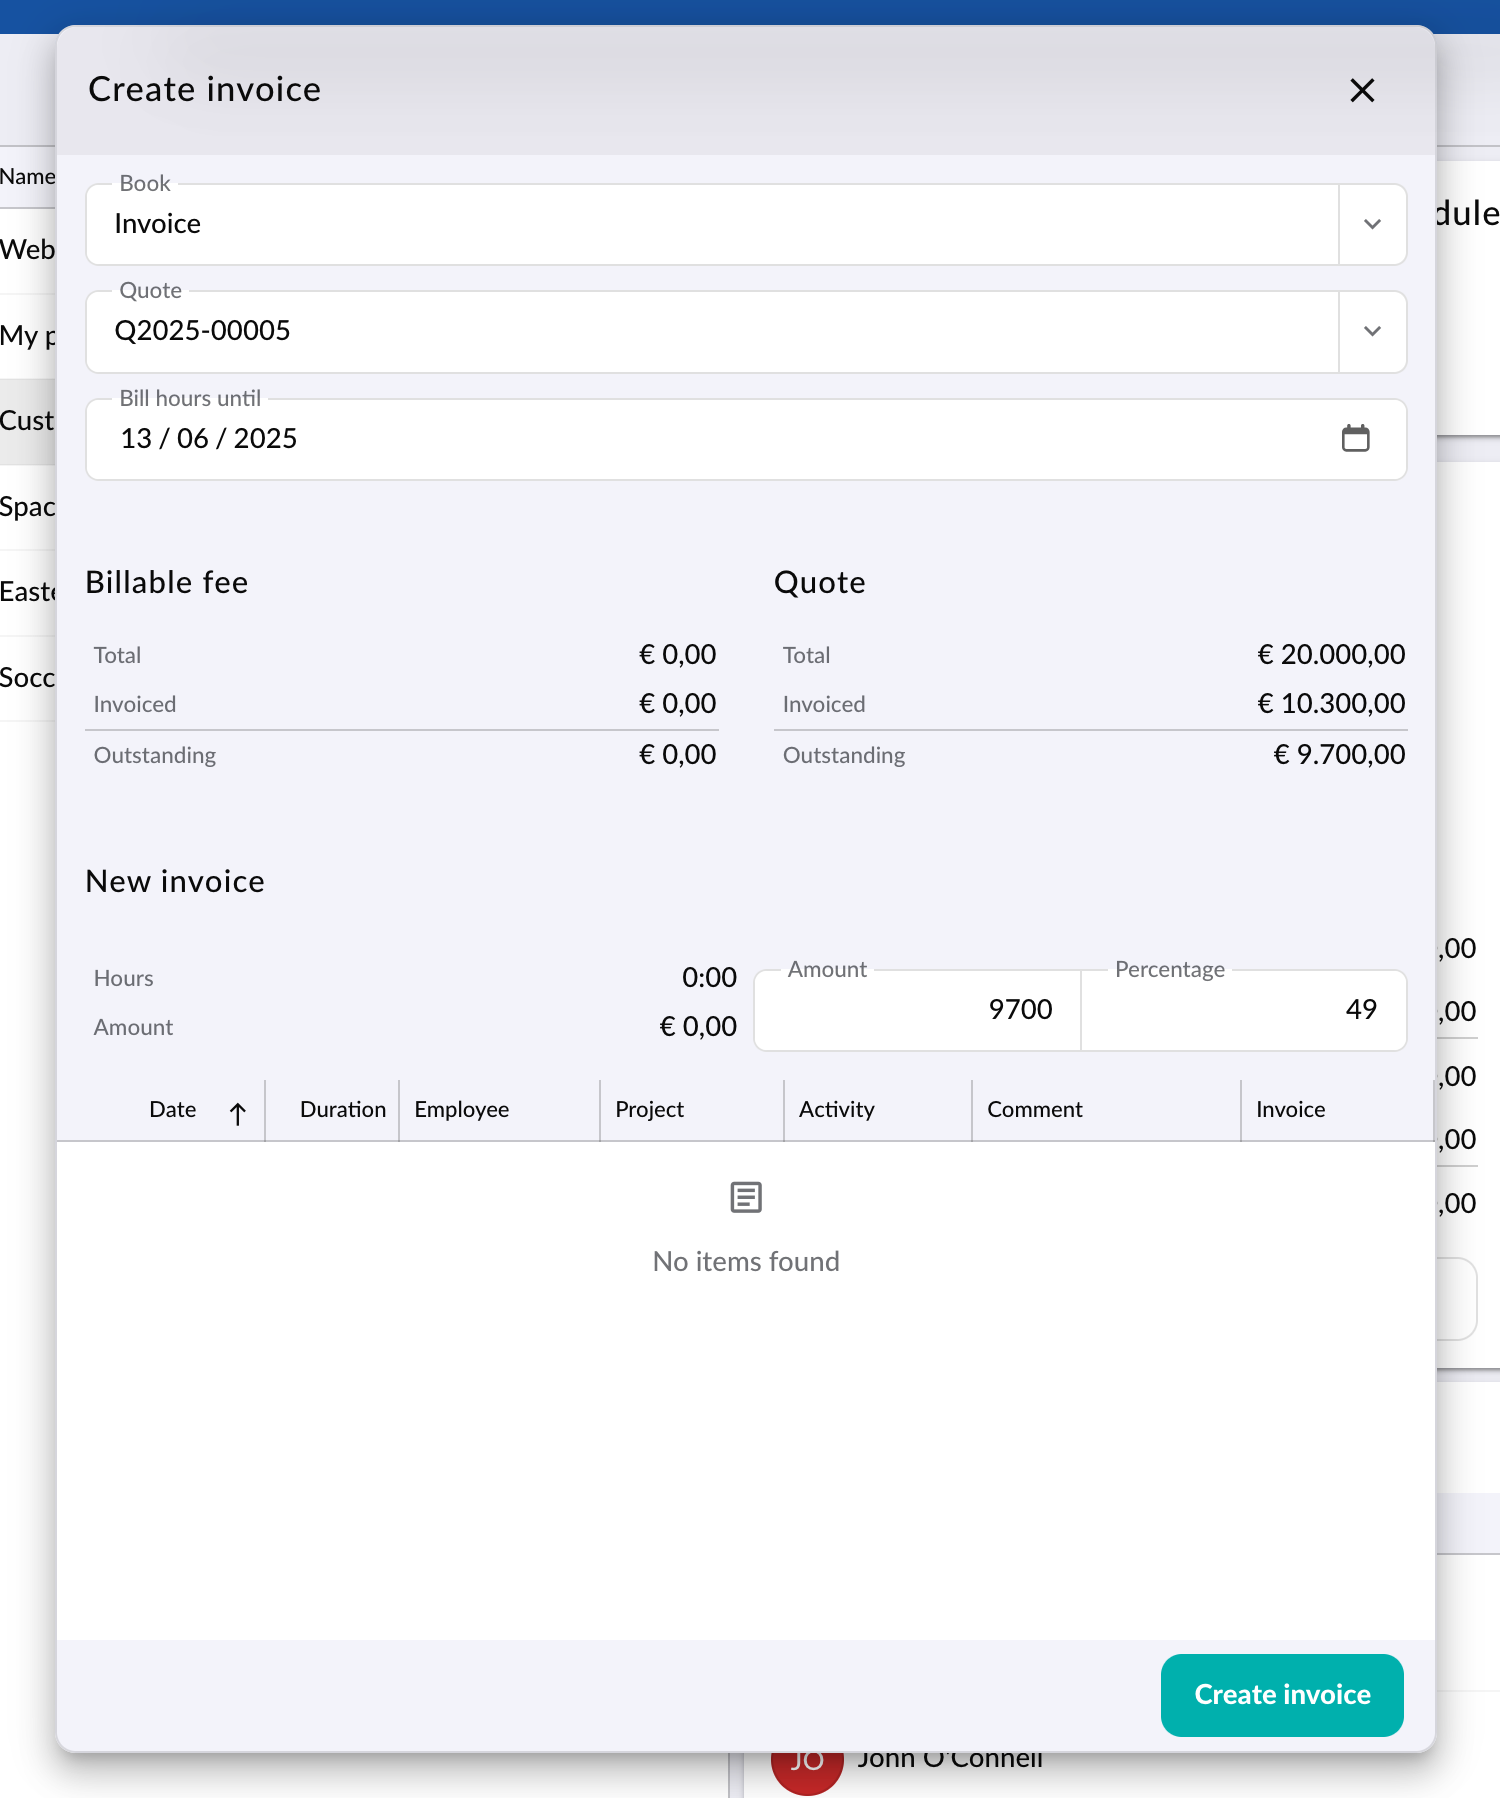 Create invoice
Name
Book
Invoice
Web
dule
Quote
My p
Q2025-00005
Bill hours until
Cust
13 / 06 / 2025
Spac
Billable fee
Quote
Easte
Total
€ 0,00
Total
€ 20.000,00
Socc
Invoiced
€ 0,00
Invoiced
€ 10.300,00
Outstanding
€ 0,00
Outstanding
€ 9.700,00
New invoice
,00
Hours
0:00
Amount
9700
Percentage
49
,00
Amount
€ 0,00
,00
Date
Duration
Employee
Project
Activity
Comment
Invoice
,00
,00
No items found
Create invoice
JO
John O'Connell